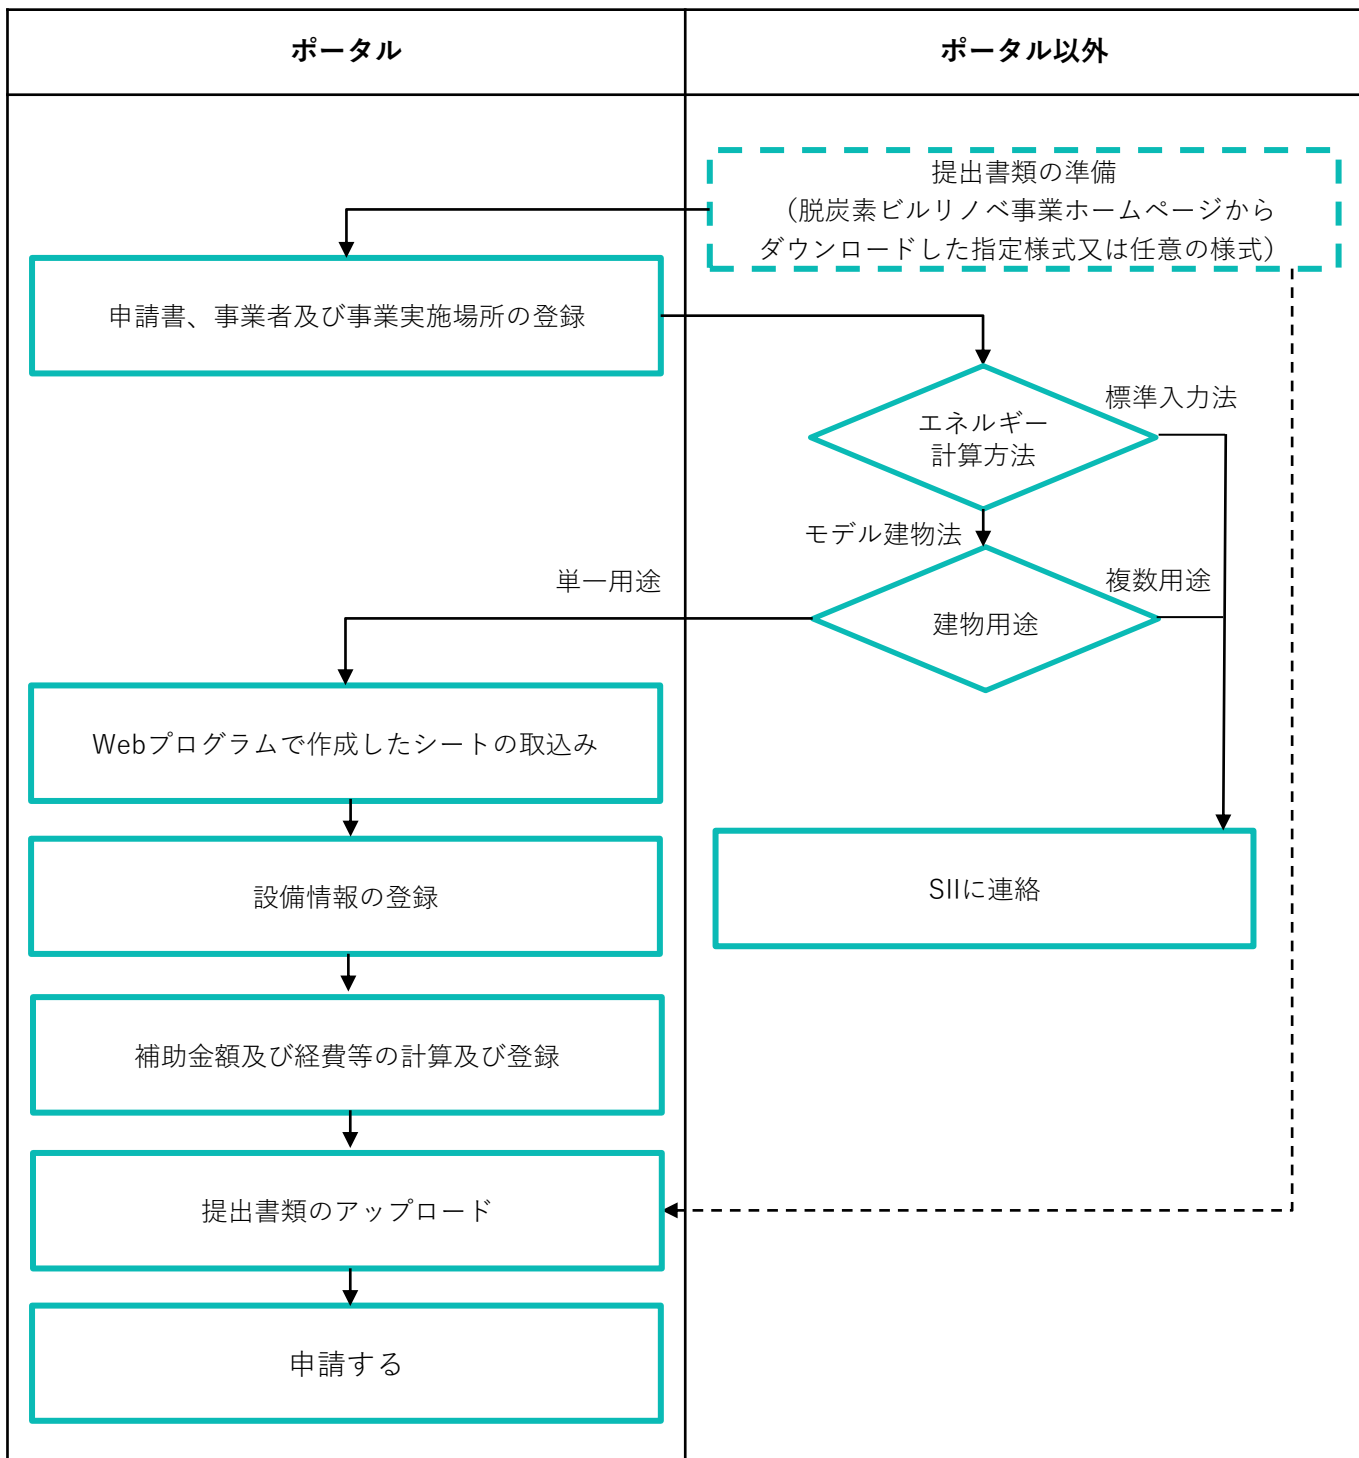 ポータル
ポータル以外
提出書類の準備
（脱炭素ビルリノベ事業ホームページから
ダウンロードした指定様式又は任意の様式）
申請書、事業者及び事業実施場所の登録
標準入力法
エネルギー
計算方法
モデル建物法
単一用途
複数用途
建物用途
Webプログラムで作成したシートの取込み
設備情報の登録
SIIに連絡
補助金額及び経費等の計算及び登録
提出書類のアップロード
申請する